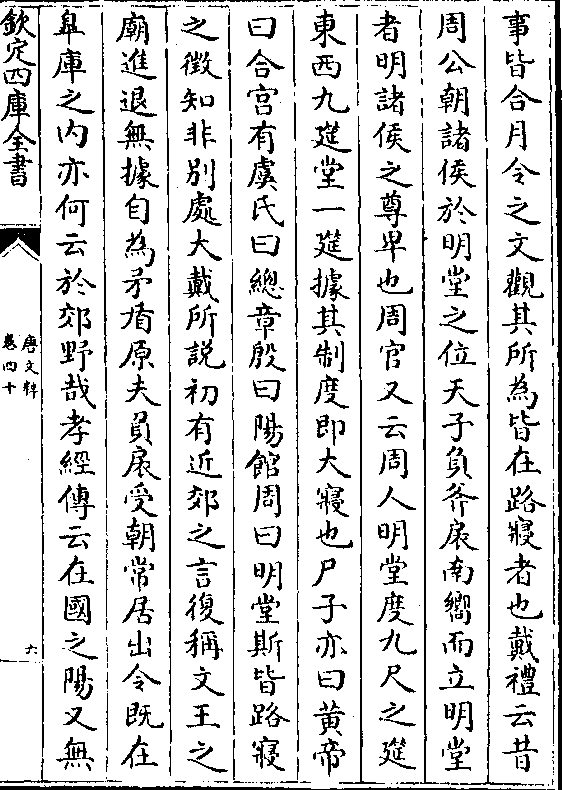 事皆合月令之文觀其所為皆在路寢者也戴禮云昔
周公朝諸侯於明堂之位天子負斧扆南嚮而立明堂
者明諸侯之尊卑也周官又云周人明堂度九尺之筵
東西九筵堂一筵據其制度即大寢也尸子亦曰黃帝
曰合宮有虞氏曰總章殷曰陽館周曰明堂斯皆路寢
之徴知非別處大戴所説初有近郊之言復稱文王之
廟進退無據自為矛盾原夫負扆受朝常居出令既在
臯庫之内亦何云於郊野哉孝經傳云在國之陽又無
欽定四庫全書
唐文粹
卷四十
六